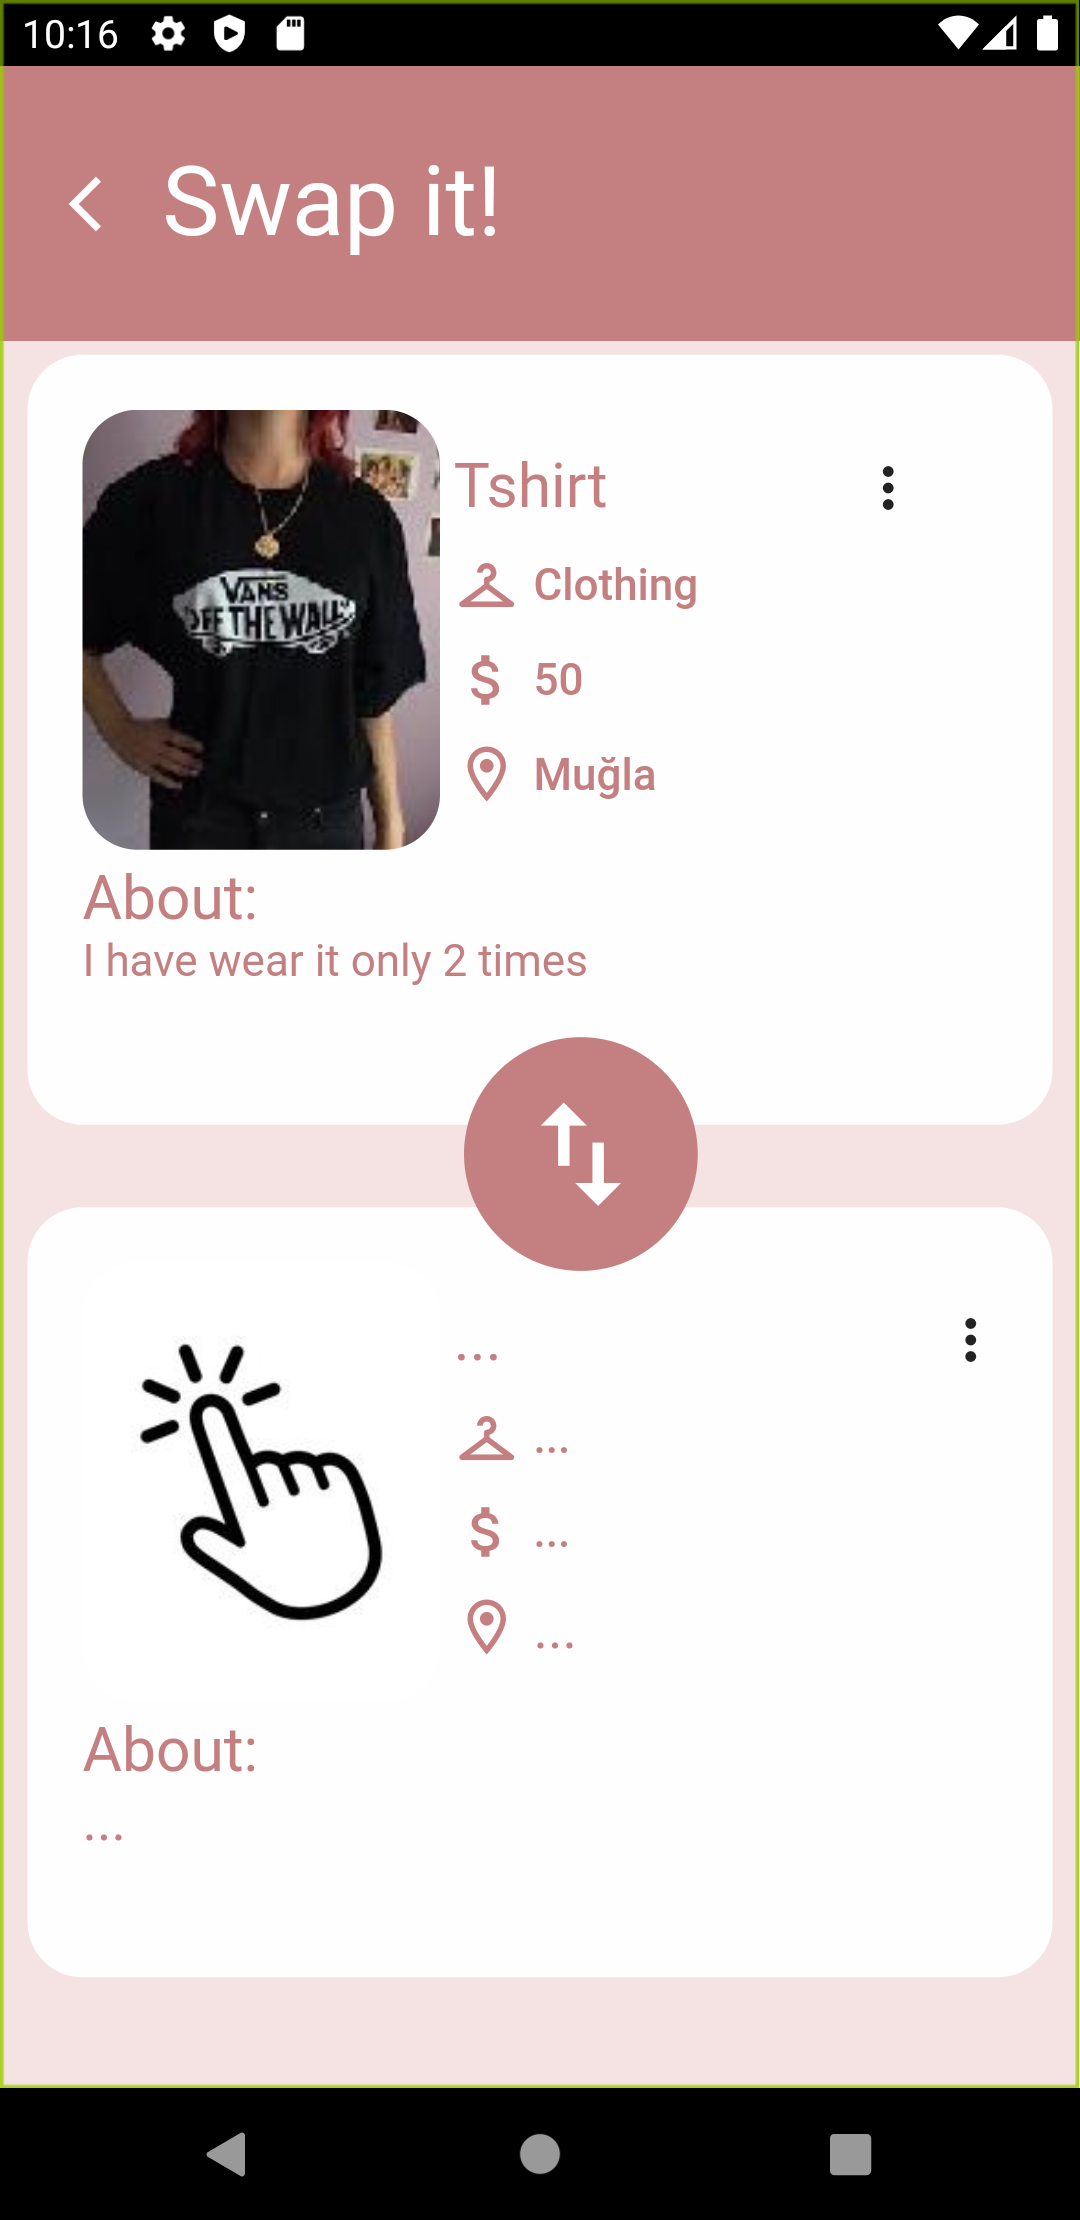 10:16
Swap it!
VANS
OFF THE WALL
Tshirt
Clothing
$ 50
Muğla
About:
I have wear it only 2 times
...
...
$ ...
...
About:
...